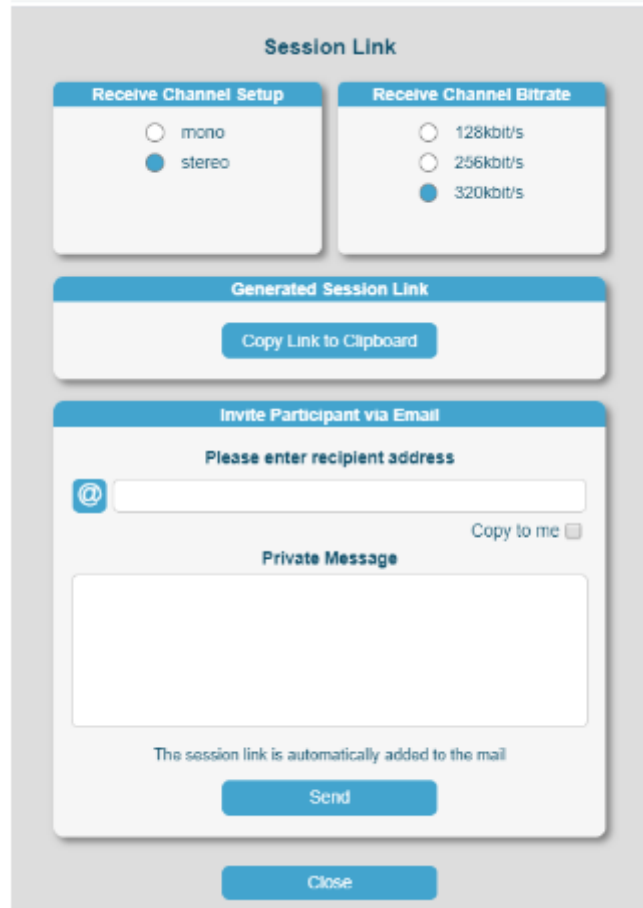 Session Link
Receive Channel Setup
mono
stereo
Receive Channel Bitrate
128kbit/s
256kbit/s
320kbit/s
Generated Session Link
Copy Link to Clipboard
Invite Participant via Email
Please enter recipient address
@
Copy to me
Private Message
The session link is automatically added to the mail
Send
Close